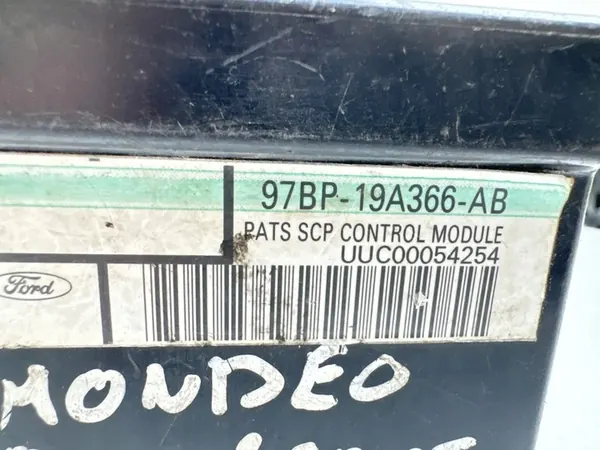 97BP-19A366-AB
PATS SCP CONTROL MODULE
UUC00054254
Ford
MONDEO